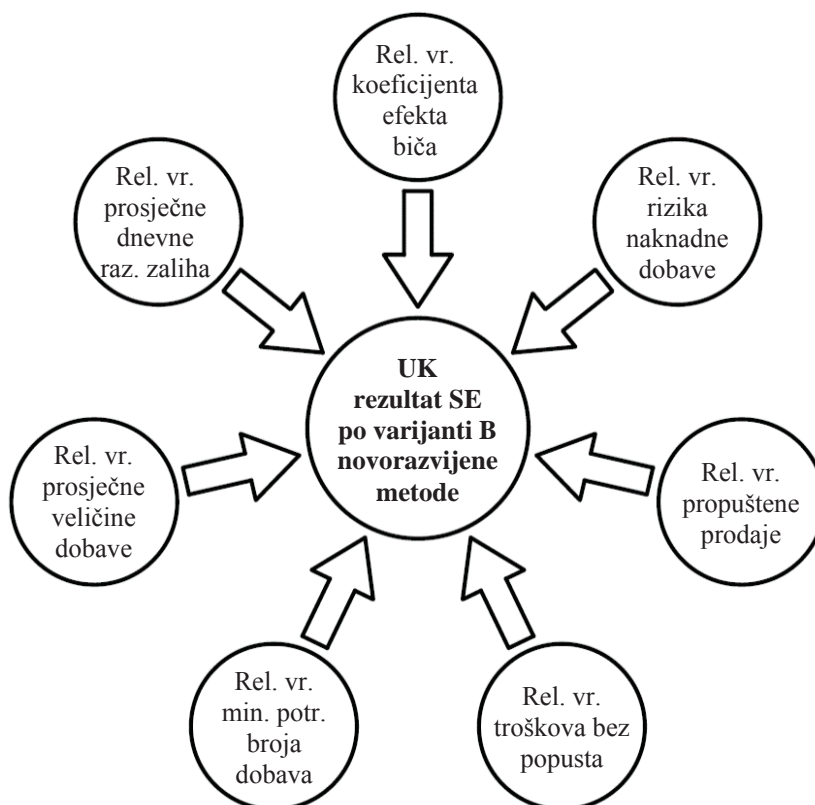 Rel. vr.
koeficijenta
efekta
biča
Rel. vr.
prosječne
dnevne
raz. zaliha
Rel. vr.
rizika
naknadne
dobave
UK
rezultat SE
po varijanti B
novorazvijene
metode
Rel. vr.
prosječne
veličine
dobave
Rel. vr.
propuštene
prodaje
Rel. vr.
min. potr.
broja
dobava
Rel. vr.
troškova bez
popusta